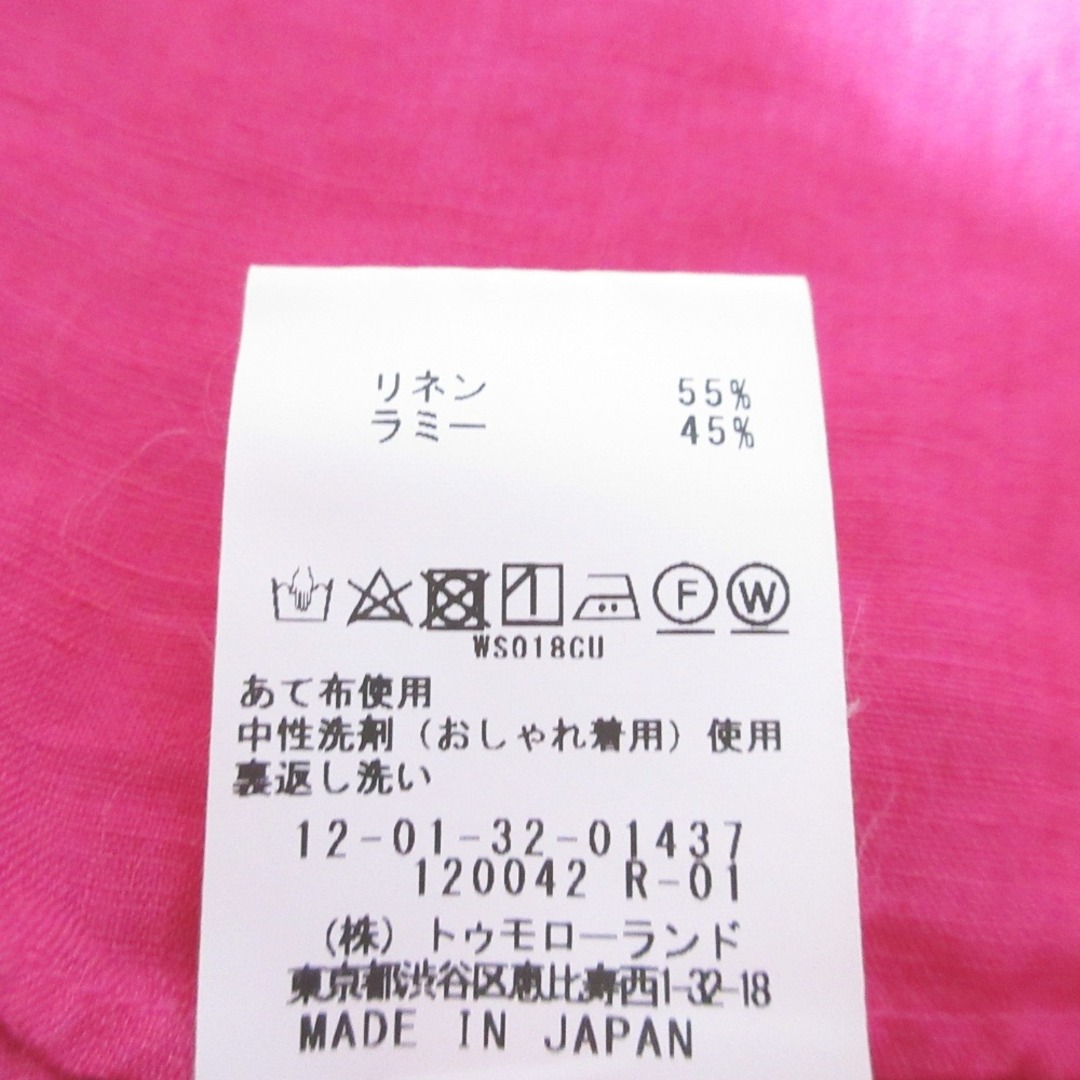 リネン 55%
ラミー 45%
F W
WS018CU
あて布使用
中性洗剤（おしゃれ着用）使用
裏返し洗い
12-01-32-01437
120042 R-01
（株）トゥモローランド
東京都渋谷区恵比寿西1-32-18
MADE IN JAPAN